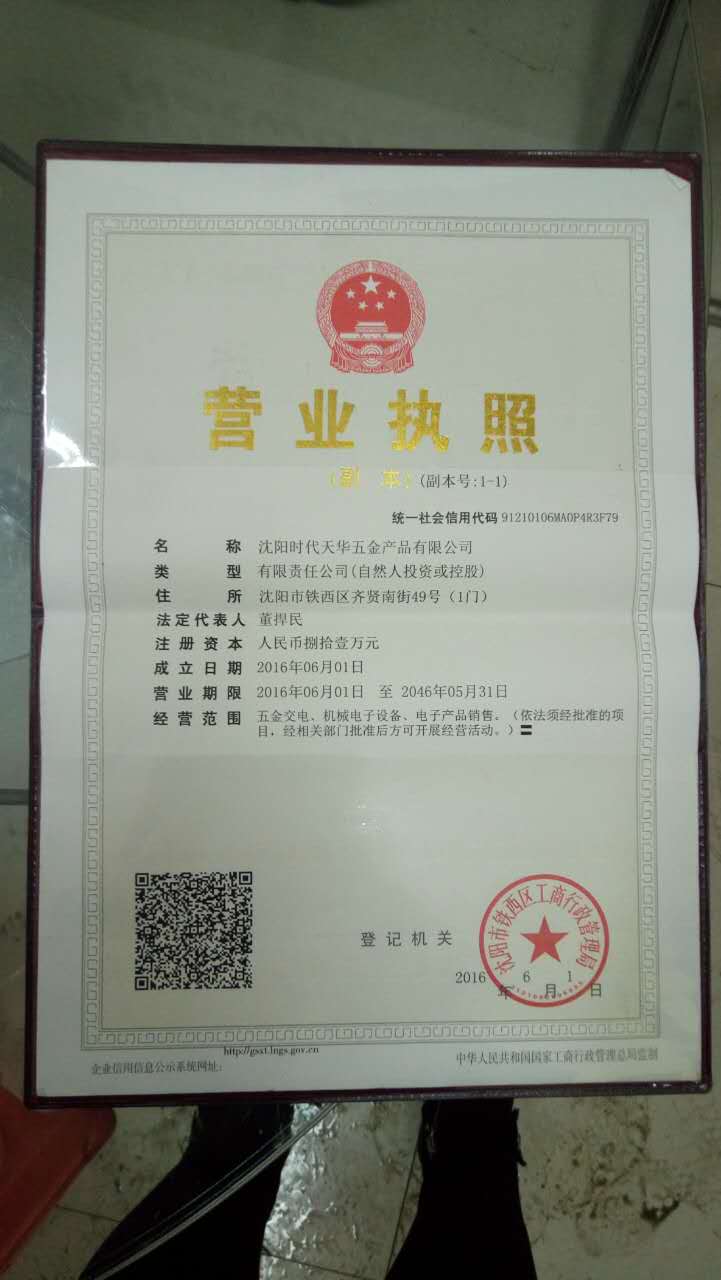 营业执照
(副 本) (副本号:1-1)
统一社会信用代码 91210106MA0P4R3F79
名 称 沈阳时代天华五金产品有限公司
类 型 有限责任公司(自然人投资或控股)
住 所 沈阳市铁西区齐贤南街49号（1门）
法定代表人 董捍民
注册资本 人民币捌拾壹万元
成立日期 2016年06月01日
营业期限 2016年06月01日 至 2046年05月31日
经营范围 五金交电、机械电子设备、电子产品销售。（依法须经批准的项
目，经相关部门批准后方可开展经营活动。）
沈阳市铁西区工商行政管理局
登记机关
2016 年 6 月 1 日
http://gsxt.lngs.gov.cn
企业信用信息公示系统网址:
中华人民共和国国家工商行政管理总局监制